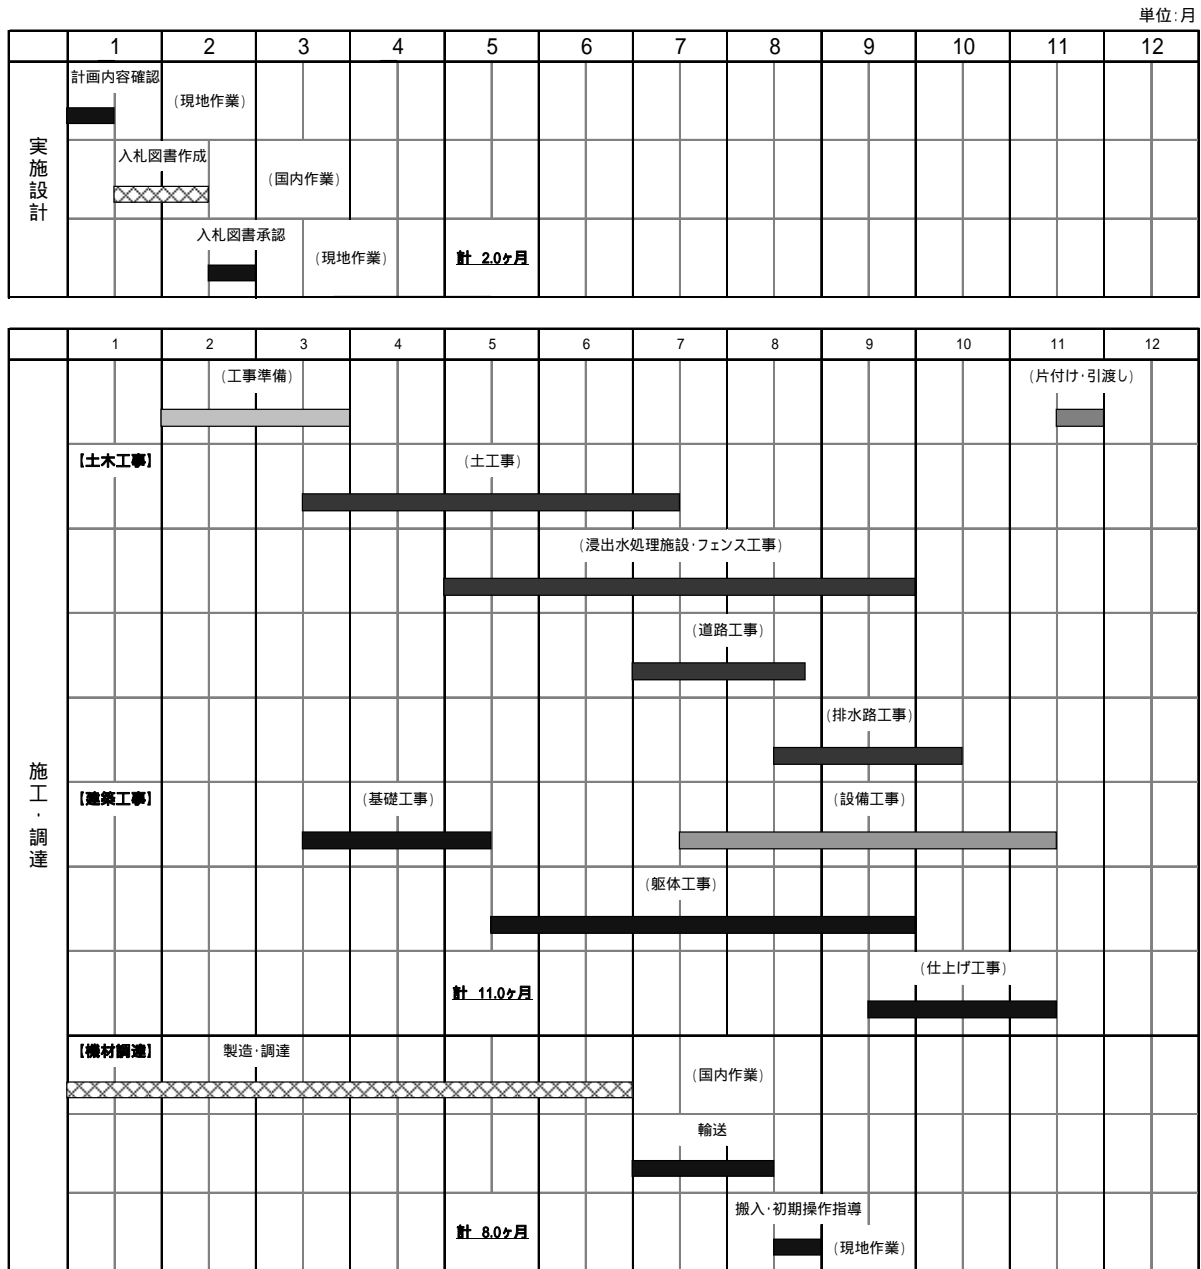 単位:月
1 2 3 4 5 6 7 8 9 10 11 12
実施設計
計画内容確認
(現地作業)
入札図書作成
(国内作業)
入札図書承認
(現地作業)
計 2.0ヶ月
1 2 3 4 5 6 7 8 9 10 11 12
施工・調達
(工事準備)
(片付け・引渡し)
【土木工事】
(土工事)
(浸出水処理施設・フェンス工事)
(道路工事)
(排水路工事)
【建築工事】
(基礎工事)
(設備工事)
(躯体工事)
(仕上げ工事)
計 11.0ヶ月
【機材調達】
製造・調達
(国内作業)
輸送
搬入・初期操作指導
計 8.0ヶ月
(現地作業)